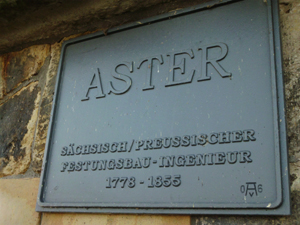 ASTER
SÄCHSISCH/PREUSSISCHER
FESTUNGSBAU-INGENIEUR
1778 - 1855